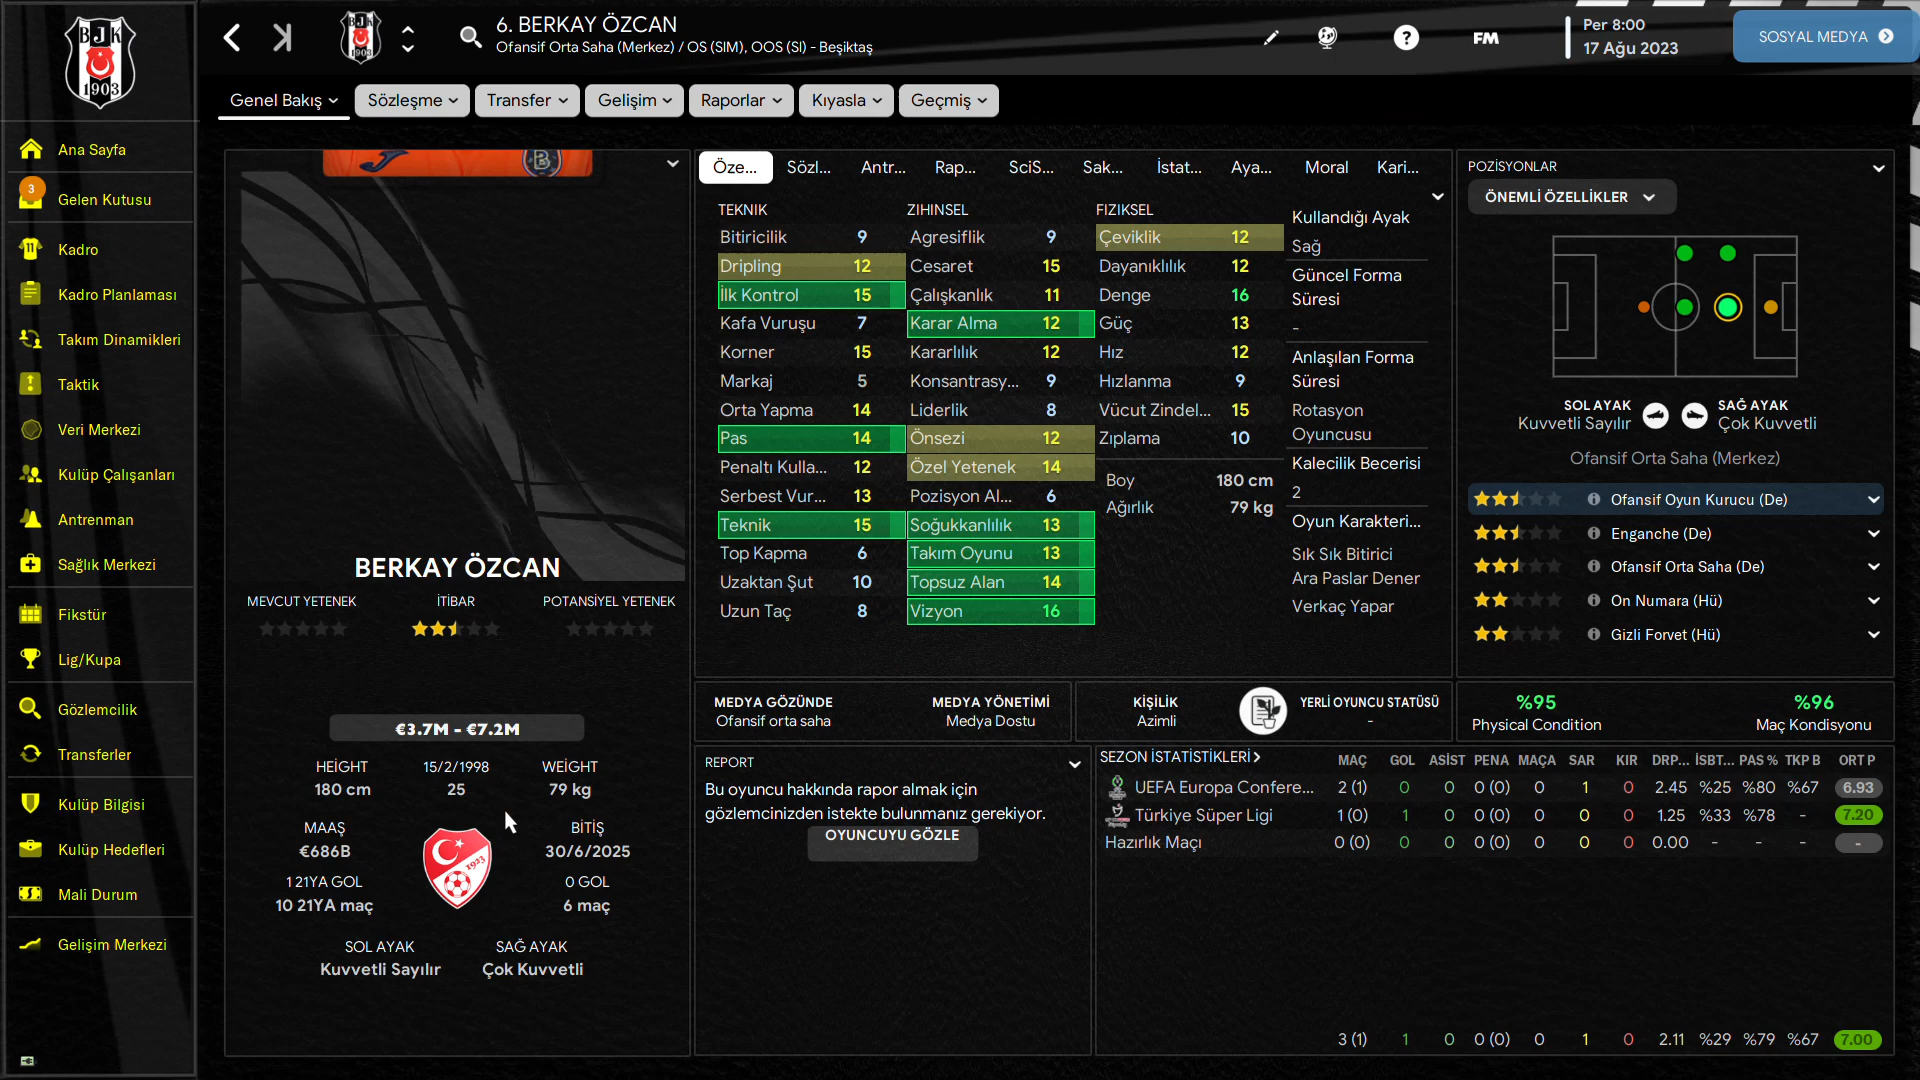 BJK
1903
Ana Sayfa
3
Gelen Kutusu
11
Kadro
Kadro Planlaması
Takım Dinamikleri
Taktik
Veri Merkezi
Kulüp Çalışanları
Antrenman
Sağlık Merkezi
Fikstür
Lig/Kupa
Gözlemcilik
Transferler
Kulüp Bilgisi
Kulüp Hedefleri
Mali Durum
Gelişim Merkezi
6. BERKAY ÖZCAN
Ofansif Orta Saha (Merkez) / OS (SlM), OOS (Sl) - Beşiktaş
?
FM
Per 8:00
17 Ağu 2023
SOSYAL MEDYA
Genel Bakış
Sözleşme
Transfer
Gelişim
Raporlar
Kıyasla
Geçmiş
BERKAY ÖZCAN
MEVCUT YETENEK
İTİBAR
POTANSİYEL YETENEK
€3.7M - €7.2M
HEİGHT 15/2/1998 WEİGHT
180 cm 25 79 kg
MAAŞ BİTİŞ
€686B 30/6/2025
1923
1 21YA GOL 0 GOL
10 21YA maç 6 maç
SOL AYAK SAĞ AYAK
Kuvvetli Sayılır Çok Kuvvetli
Öze... Sözl... Antr... Rap... SciS... Sak... İstat... Aya... Moral Kari...
TEKNIK
Bitiricilik 9
Dripling 12
İlk Kontrol 15
Kafa Vuruşu 7
Korner 15
Markaj 5
Orta Yapma 14
Pas 14
Penaltı Kulla... 12
Serbest Vur... 13
Teknik 15
Top Kapma 6
Uzaktan Şut 10
Uzun Taç 8
ZIHINSEL
Agresiflik 9
Cesaret 15
Çalışkanlık 11
Karar Alma 12
Kararlılık 12
Konsantrasy... 9
Liderlik 8
Önsezi 12
Özel Yetenek 14
Pozisyon Al... 6
Soğukkanlılık 13
Takım Oyunu 13
Topsuz Alan 14
Vizyon 16
FIZIKSEL
Çeviklik 12
Dayanıklılık 12
Denge 16
Güç 13
Hız 12
Hızlanma 9
Vücut Zindel... 15
Zıplama 10
Boy 180 cm
Ağırlık 79 kg
Kullandığı Ayak
Sağ
Güncel Forma
Süresi
-
Anlaşılan Forma
Süresi
Rotasyon
Oyuncusu
Kalecilik Becerisi
2
Oyun Karakteri...
Sık Sık Bitirici
Ara Paslar Dener
Verkaç Yapar
POZİSYONLAR
ÖNEMLİ ÖZELLİKLER
SOL AYAK SAĞ AYAK
Kuvvetli Sayılır Çok Kuvvetli
Ofansif Orta Saha (Merkez)
Ofansif Oyun Kurucu (De)
Enganche (De)
Ofansif Orta Saha (De)
On Numara (Hü)
Gizli Forvet (Hü)
MEDYA GÖZÜNDE
Ofansif orta saha
MEDYA YÖNETİMİ
Medya Dostu
KİŞİLİK
Azimli
YERLİ OYUNCU STATÜSÜ
-
%95
Physical Condition
%96
Maç Kondisyonu
REPORT
Bu oyuncu hakkında rapor almak için
gözlemcinizden istekte bulunmanız gerekiyor.
OYUNCUYU GÖZLE
SEZON İSTATİSTİKLERİ MAÇ GOL ASİST PENA MAÇA SAR KIR DRP... İSBT... PAS % TKP B ORT P
UEFA Europa Confere... 2 (1) 0 0 0 (0) 0 1 0 2.45 %25 %80 %67 6.93
Türkiye Süper Ligi 1 (0) 1 0 0 (0) 0 0 0 1.25 %33 %78 - 7.20
Hazırlık Maçı 0 (0) 0 0 0 (0) 0 0 0 0.00 - - - -
3 (1) 1 0 0 (0) 0 1 0 2.11 %29 %79 %67 7.00